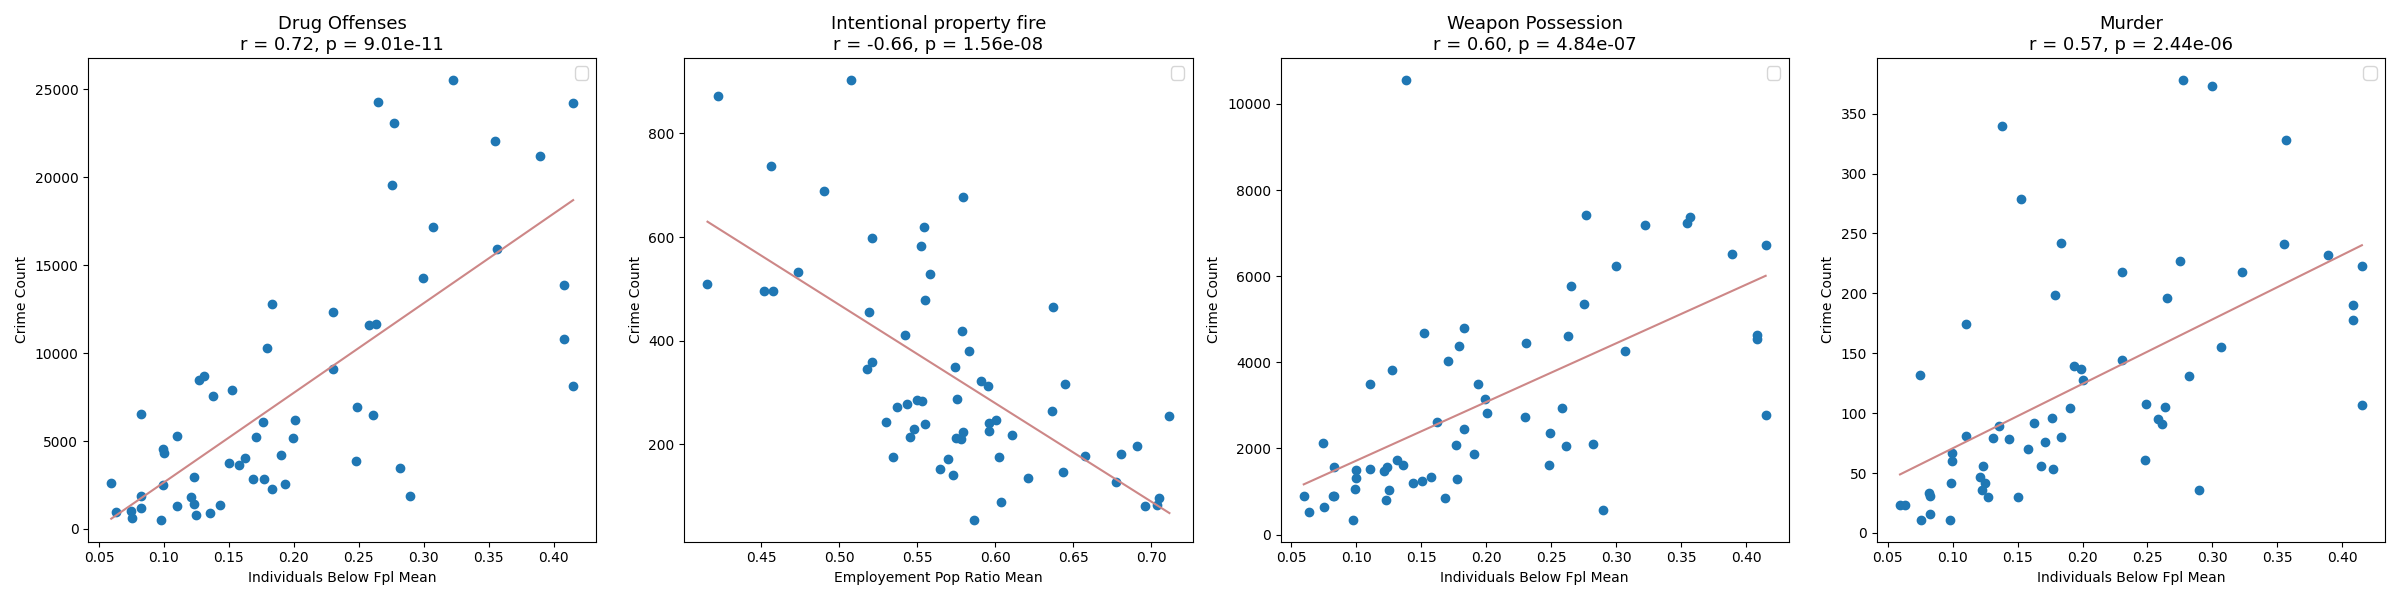 Drug Offenses
r = 0.72, p = 9.01e-11
Crime Count
25000
20000
15000
10000
5000
0
0.05 0.10 0.15 0.20 0.25 0.30 0.35 0.40
Individuals Below Fpl Mean
Intentional property fire
r = -0.66, p = 1.56e-08
Crime Count
800
600
400
200
0.45 0.50 0.55 0.60 0.65 0.70
Employement Pop Ratio Mean
Weapon Possession
r = 0.60, p = 4.84e-07
Crime Count
10000
8000
6000
4000
2000
0
0.05 0.10 0.15 0.20 0.25 0.30 0.35 0.40
Individuals Below Fpl Mean
Murder
r = 0.57, p = 2.44e-06
Crime Count
350
300
250
200
150
100
50
0
0.05 0.10 0.15 0.20 0.25 0.30 0.35 0.40
Individuals Below Fpl Mean